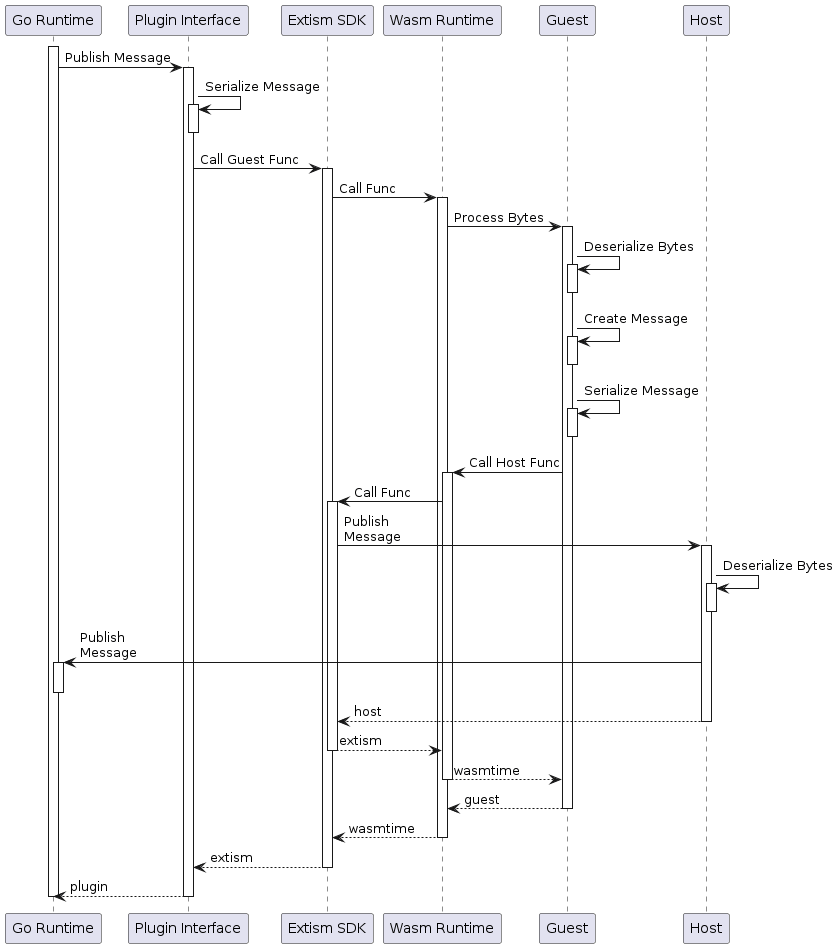 Go Runtime
Plugin Interface
Extism SDK
Wasm Runtime
Guest
Host
Publish Message
Serialize Message
Call Guest Func
Call Func
Process Bytes
Deserialize Bytes
Create Message
Serialize Message
Call Host Func
Call Func
Publish
Message
Deserialize Bytes
Publish
Message
host
extism
wasmtime
guest
wasmtime
extism
plugin
Go Runtime
Plugin Interface
Extism SDK
Wasm Runtime
Guest
Host